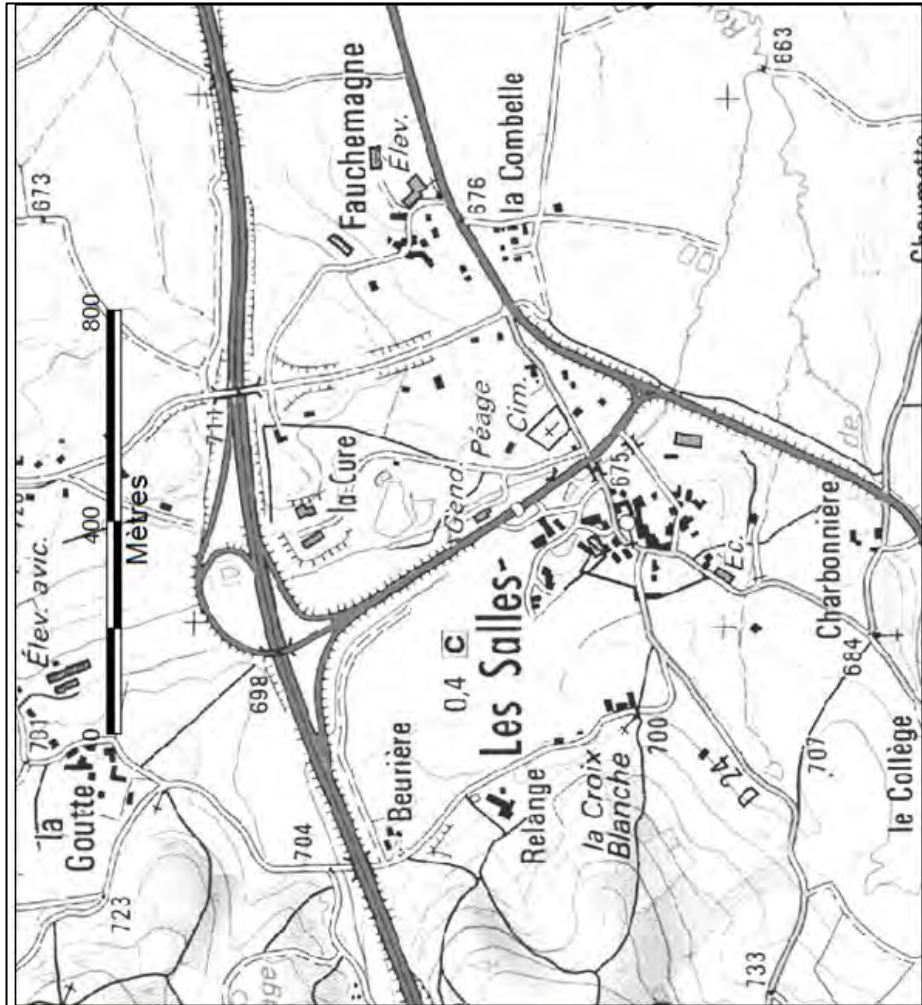 673
663
Fauchemagne
Élev.
la Combelle
676
800
400
0
Mètres
711
la Cure
Péage
Gend
Cim.
675
Élev. avic.
701
la
Goutte
698
C
0,4
Les Salles
Éc.
Charbonnière
684
Beurière
704
Relange
la Croix
Blanche
700
D 24
707
le Collège
723
733
de